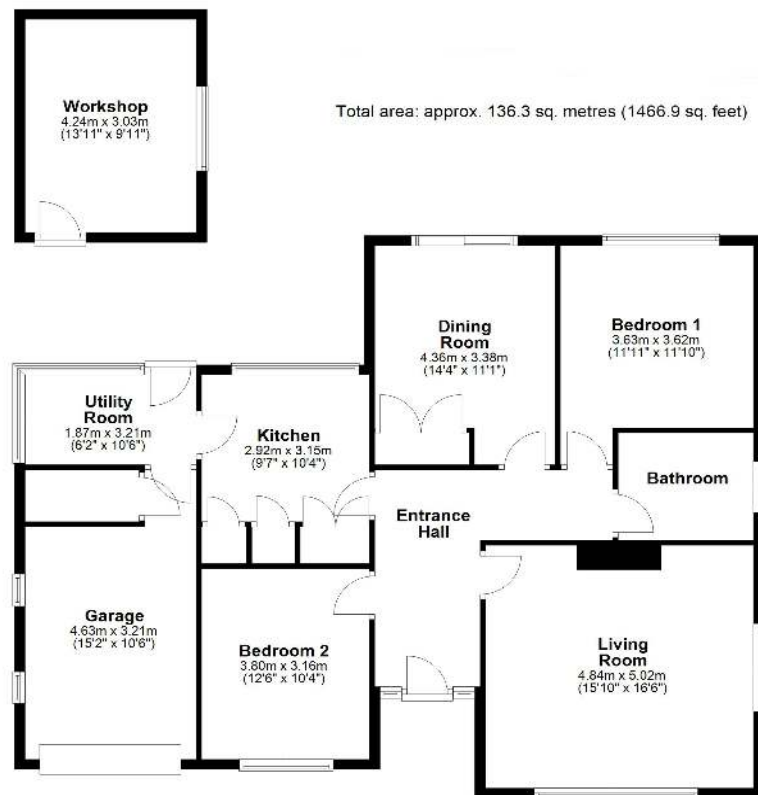 Workshop
4.24m x 3.03m
(13'11" x 9'11")
Total area: approx. 136.3 sq. metres (1466.9 sq. feet)
Dining
Room
4.36m x 3.38m
(14'4" x 11'1")
Bedroom 1
3.63m x 3.62m
(11'11" x 11'10")
Utility
Room
1.87m x 3.21m
(6'2" x 10'6")
Kitchen
2.92m x 3.15m
(9'7" x 10'4")
Bathroom
Entrance
Hall
Garage
4.63m x 3.21m
(15'2" x 10'6")
Bedroom 2
3.80m x 3.16m
(12'6" x 10'4")
Living
Room
4.84m x 5.02m
(15'10" x 16'6")